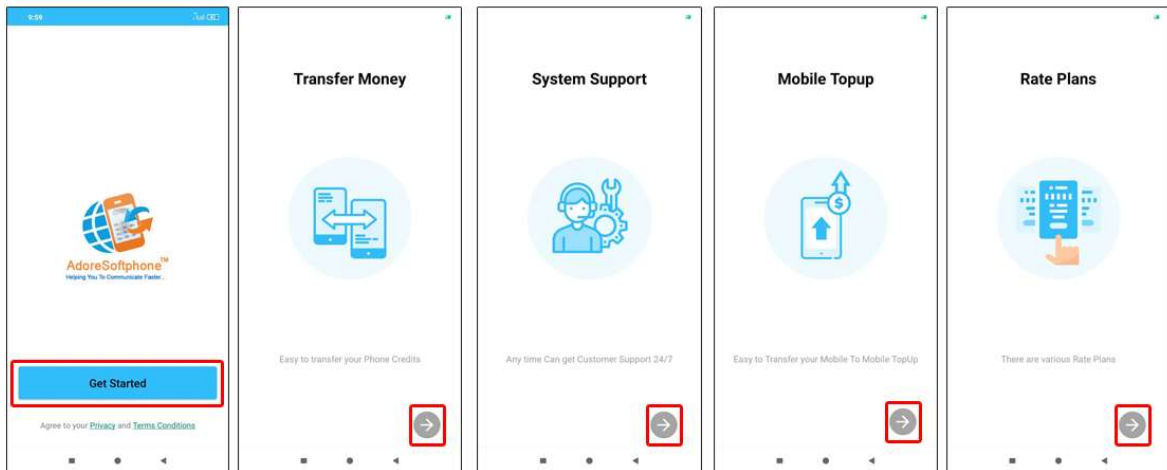 9:59
AdoreSoftphone™
Helping You To Communicate Faster..
Get Started
Agree to your Privacy and Terms Conditions
Transfer Money
Easy to transfer your Phone Credits
System Support
Any time Can get Customer Support 24/7
Mobile Topup
$
Easy to Transfer your Mobile To Mobile TopUp
Rate Plans
There are various Rate Plans